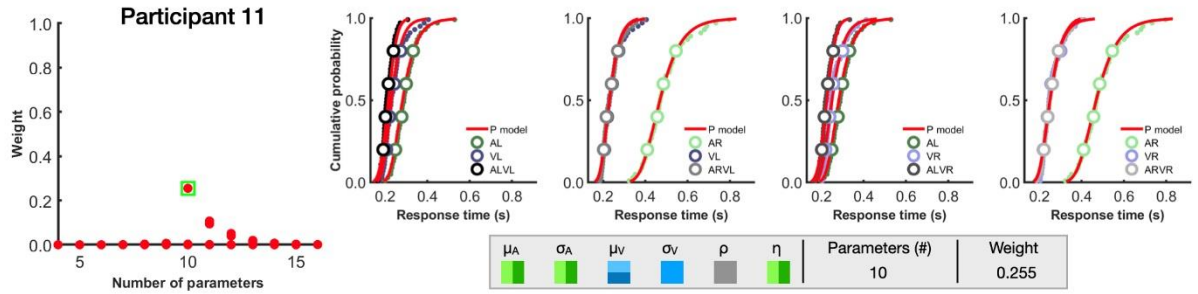 Participant 11
Weight
1.0
0.8
0.6
0.4
0.2
0.0
5
10
15
Number of parameters
Cumulative probability
1.0
0.5
0.0
P model
AL
VL
ALVL
0.2
0.4
0.6
0.8
Response time (s)
1.0
0.5
0.0
P model
AR
VL
ARVL
0.2
0.4
0.6
0.8
Response time (s)
1.0
0.5
0.0
P model
AL
VR
ALVR
0.2
0.4
0.6
0.8
Response time (s)
1.0
0.5
0.0
P model
AR
VR
ARVR
0.2
0.4
0.6
0.8
Response time (s)
μA σA μV σV ρ η Parameters (#) Weight
10 0.255